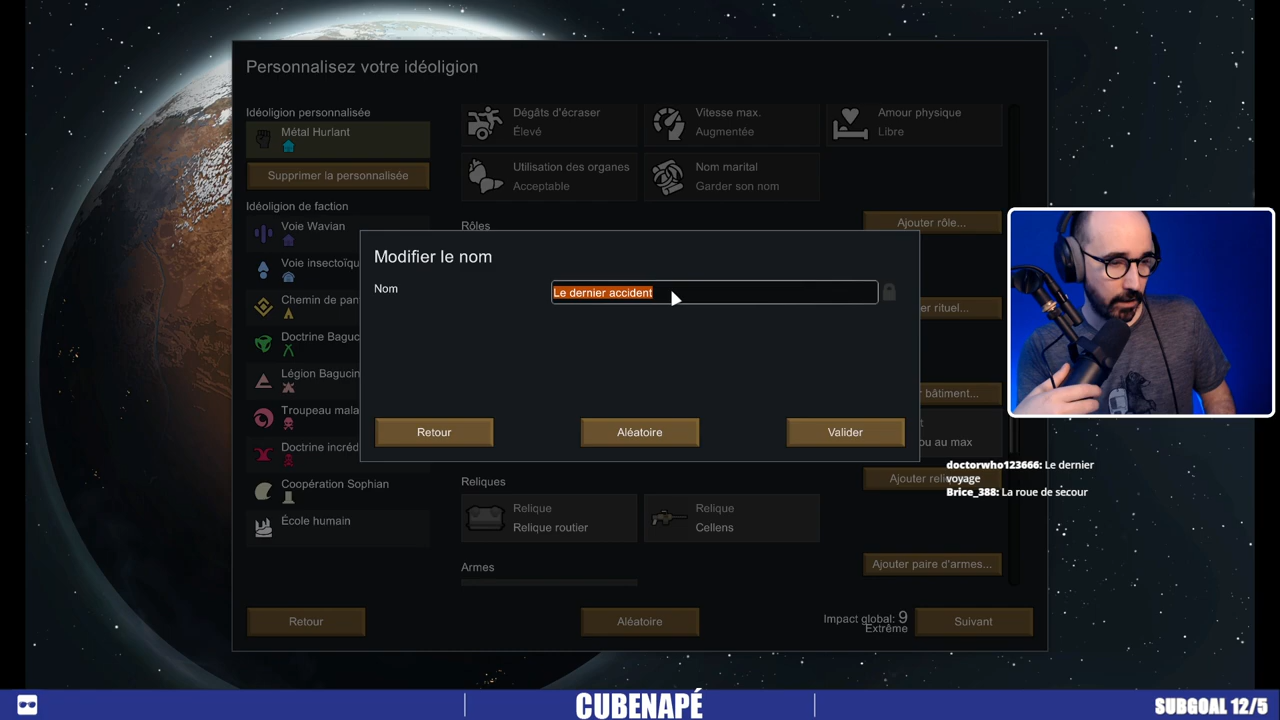 Personnalisez votre idéoligion
Idéoligion personnalisée
Métal Hurlant
Supprimer la personnalisée
Idéoligion de faction
Voie Wavian
Voie insectoïqu
Chemin de pan
Doctrine Baguc
Légion Bagucin
Troupeau mala
Doctrine incréd
Coopération Sophian
École humain
Dégâts d'écraser
Élevé
Vitesse max.
Augmentée
Amour physique
Libre
Utilisation des organes
Acceptable
Nom marital
Garder son nom
Rôles
Ajouter rôle...
Modifier le nom
Nom
Le dernier accident
Retour
Aléatoire
Valider
er rituel...
r bâtiment...
t
ou au max
Ajouter reli
Reliques
Relique
Relique routier
Relique
Cellens
Armes
Ajouter paire d'armes...
Retour
Aléatoire
Impact global: 9
Extrême
Suivant
doctorwho123666: Le dernier
voyage
Brice_388: La roue de secour
CUBENAPÉ
SUBGOAL 12/5